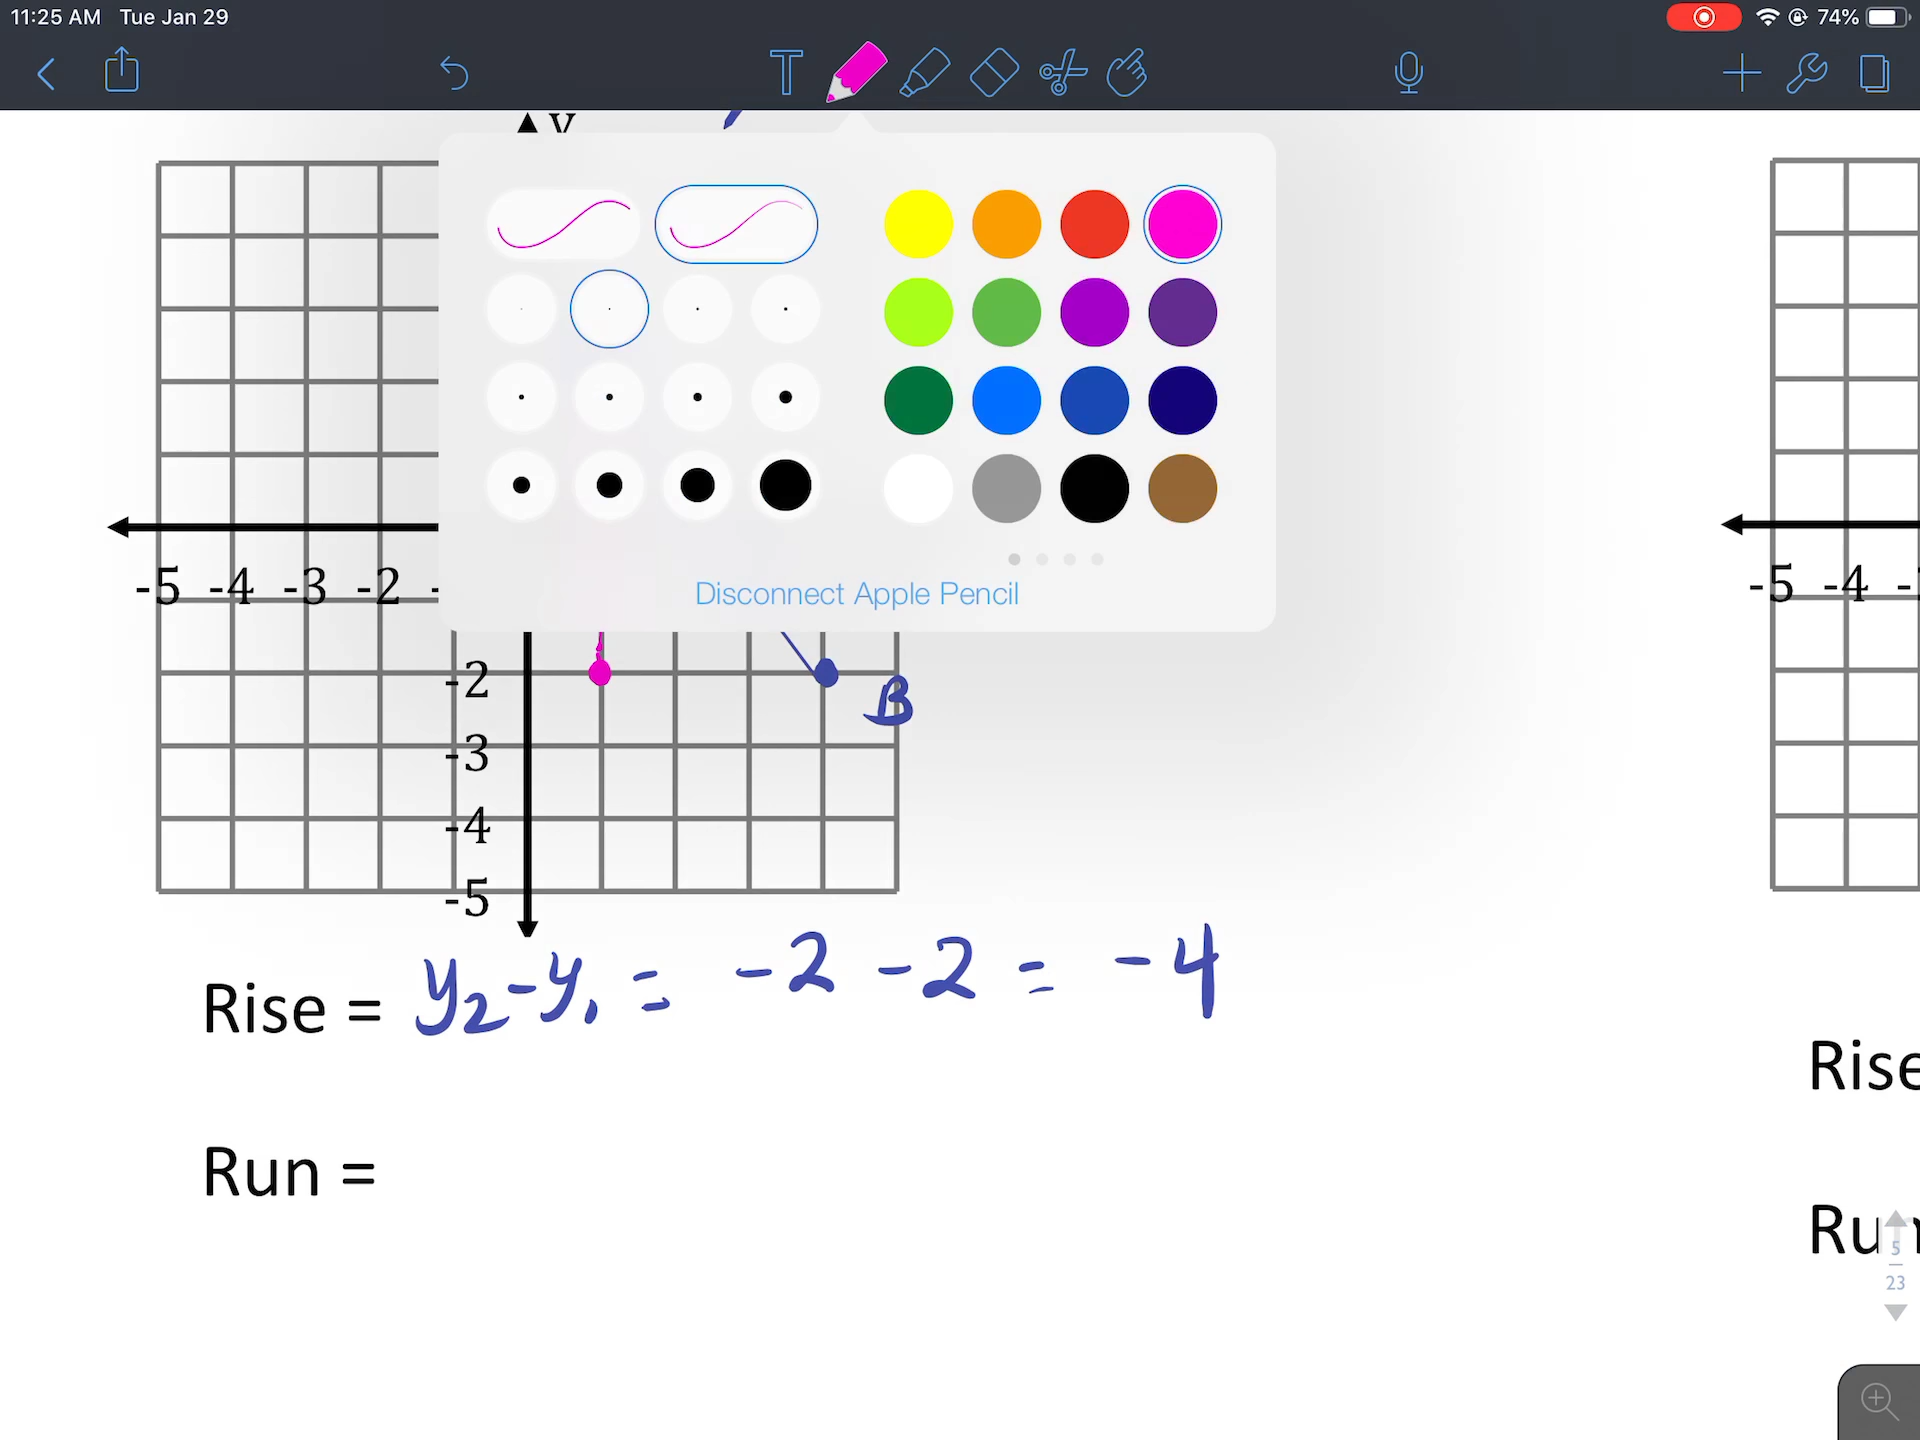 11:25 AM Tue Jan 29
74%
T
y
-5 -4 -3 -2
-5 -4
Disconnect Apple Pencil
-2
B
-3
-4
-5
Rise = y₂-y₁ = -2 -2 = -4
Rise
Run =
Run
5
23